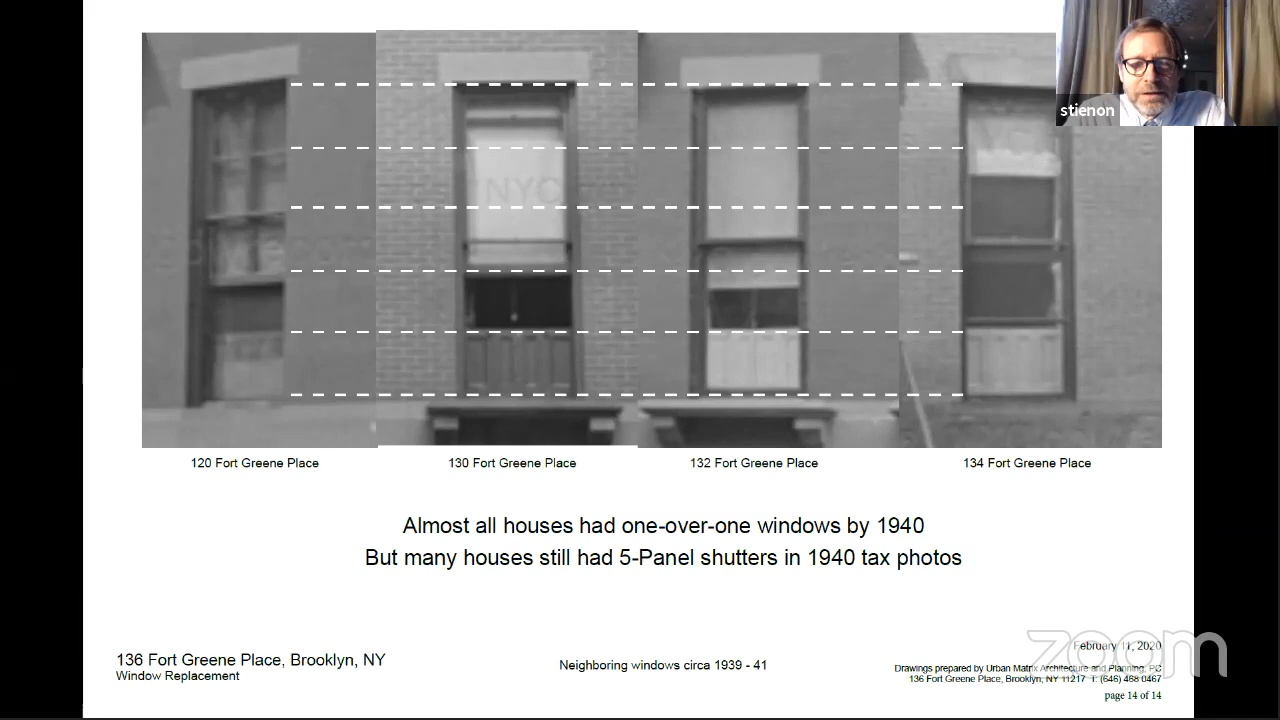 stienon
NYC
120 Fort Greene Place
130 Fort Greene Place
132 Fort Greene Place
134 Fort Greene Place
Almost all houses had one-over-one windows by 1940
But many houses still had 5-Panel shutters in 1940 tax photos
136 Fort Greene Place, Brooklyn, NY
Window Replacement
Neighboring windows circa 1939 - 41
February 11, 2020
Drawings prepared by Urban Matrix Architecture and Planning, PC
136 Fort Greene Place, Brooklyn, NY 11217 T: (646) 468 0467
page 14 of 14
zoom